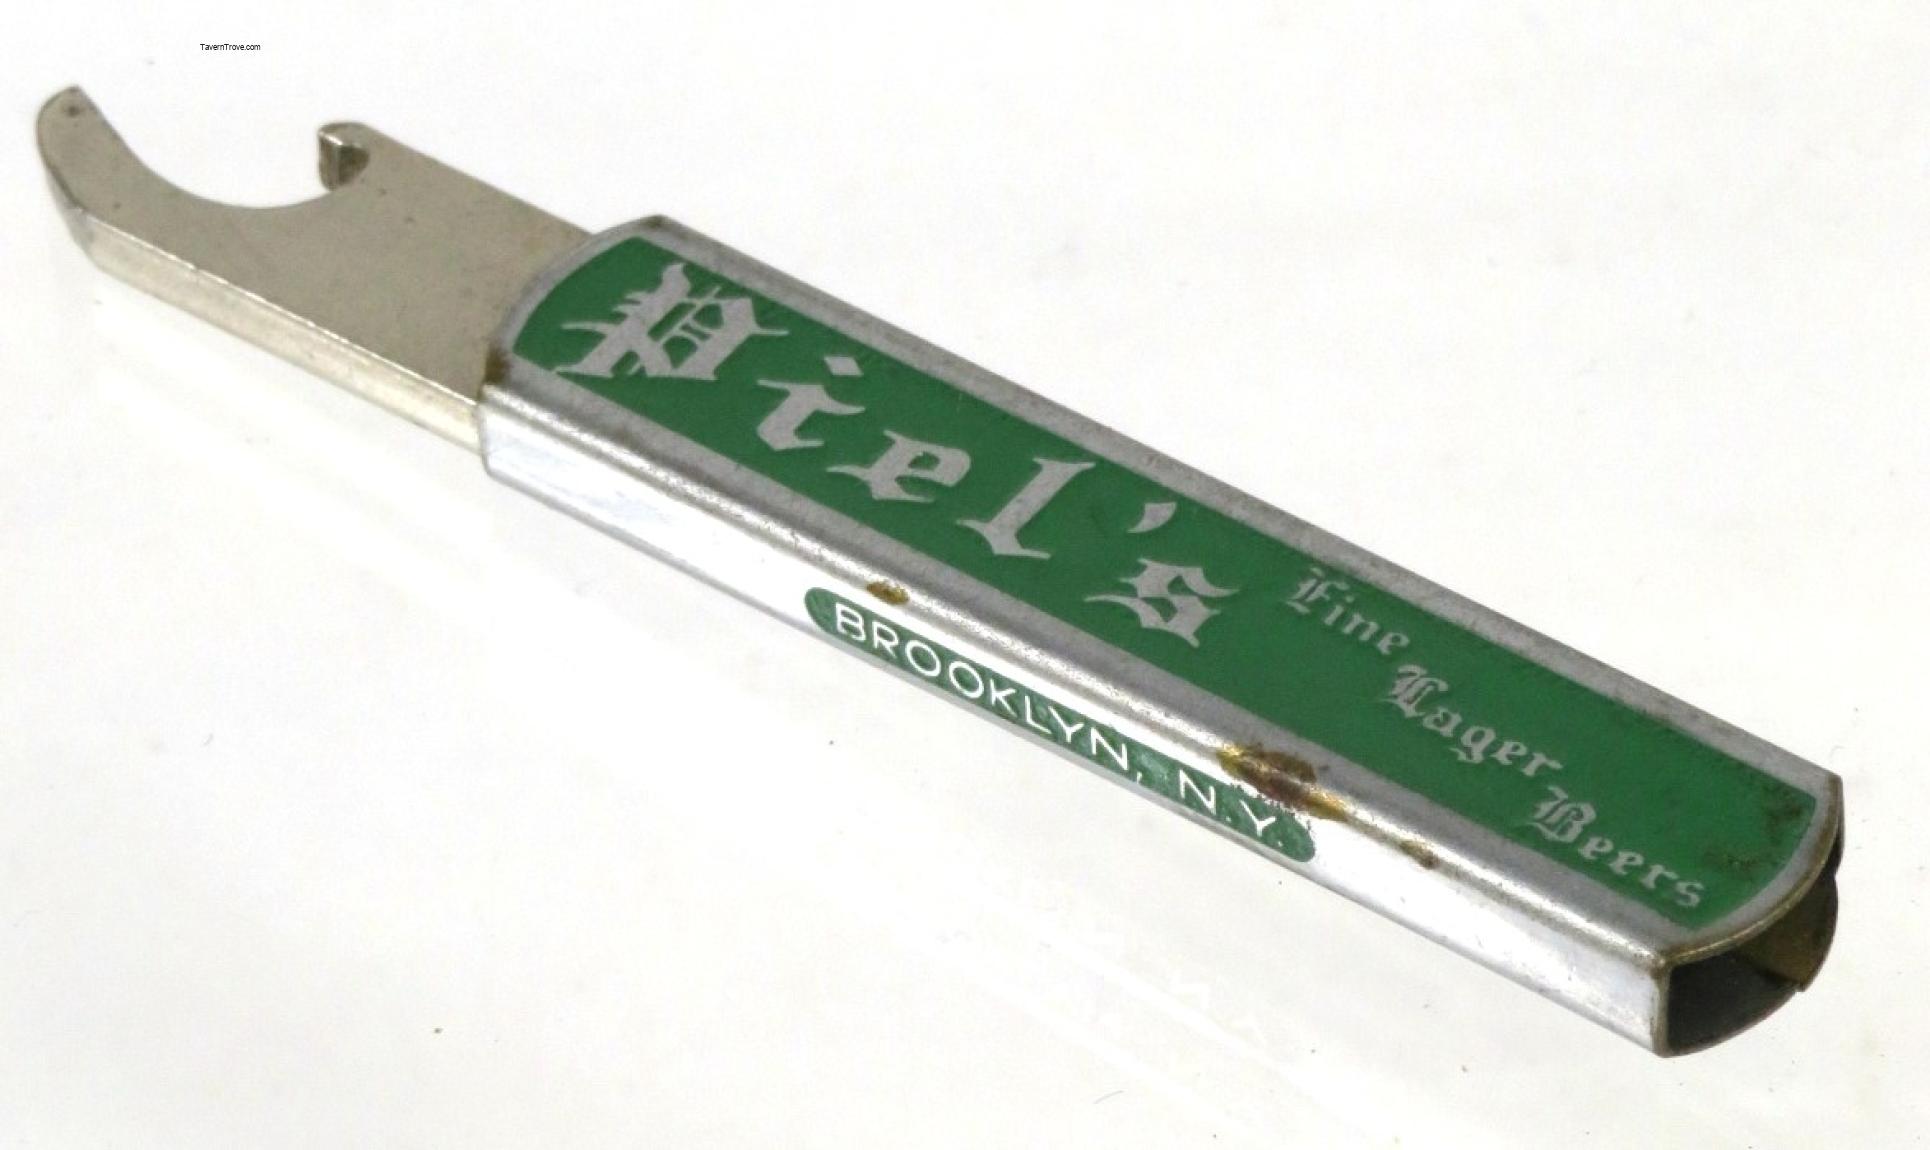 TavernTrove.com
Piel's
Fine
Lager
Beers
BROOKLYN, N.Y.